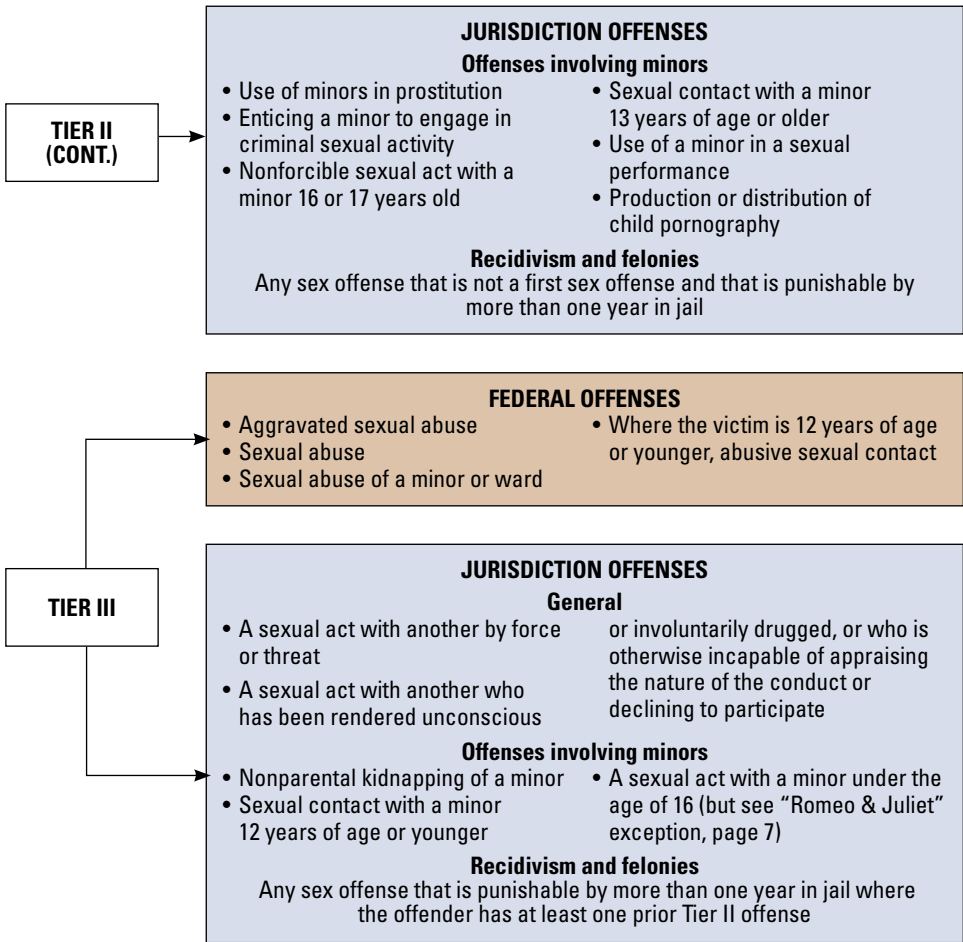 JURISDICTION OFFENSES
Offenses involving minors
• Use of minors in prostitution
• Enticing a minor to engage in
criminal sexual activity
• Nonforcible sexual act with a
minor 16 or 17 years old
• Sexual contact with a minor
13 years of age or older
• Use of a minor in a sexual
performance
• Production or distribution of
child pornography
Recidivism and felonies
Any sex offense that is not a first sex offense and that is punishable by
more than one year in jail
TIER II
(CONT.)
FEDERAL OFFENSES
• Aggravated sexual abuse
• Sexual abuse
• Sexual abuse of a minor or ward
• Where the victim is 12 years of age
or younger, abusive sexual contact
TIER III
JURISDICTION OFFENSES
General
• A sexual act with another by force
or threat
• A sexual act with another who
has been rendered unconscious
or involuntarily drugged, or who is
otherwise incapable of appraising
the nature of the conduct or
declining to participate
Offenses involving minors
• Nonparental kidnapping of a minor
• Sexual contact with a minor
12 years of age or younger
• A sexual act with a minor under the
age of 16 (but see “Romeo & Juliet”
exception, page 7)
Recidivism and felonies
Any sex offense that is punishable by more than one year in jail where
the offender has at least one prior Tier II offense